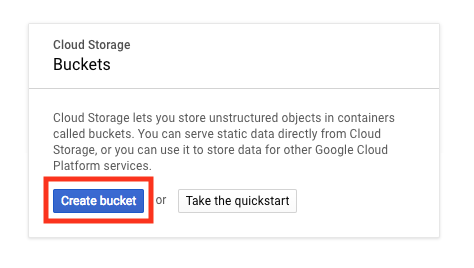 Cloud Storage
Buckets
Cloud Storage lets you store unstructured objects in containers
called buckets. You can serve static data directly from Cloud
Storage, or you can use it to store data for other Google Cloud
Platform services.
Create bucket or Take the quickstart